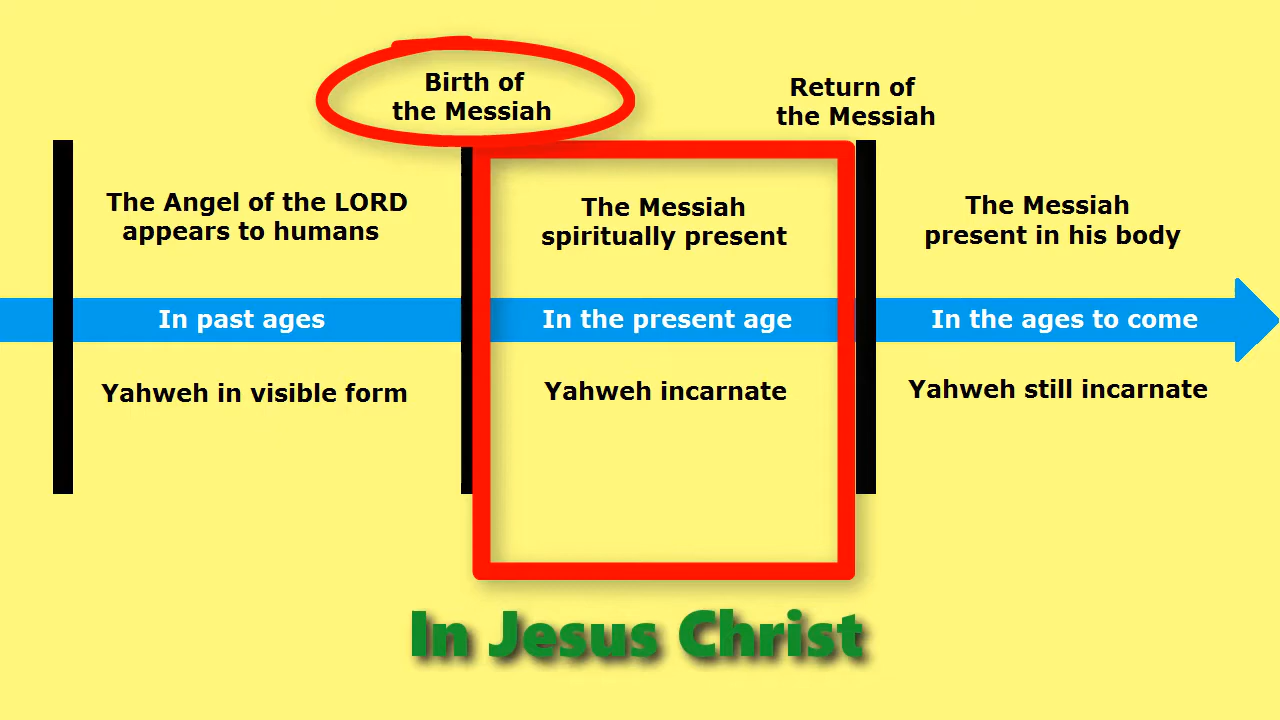 Birth of
the Messiah
Return of
the Messiah
The Angel of the LORD
appears to humans
The Messiah
spiritually present
The Messiah
present in his body
In past ages
In the present age
In the ages to come
Yahweh in visible form
Yahweh incarnate
Yahweh still incarnate
In Jesus Christ